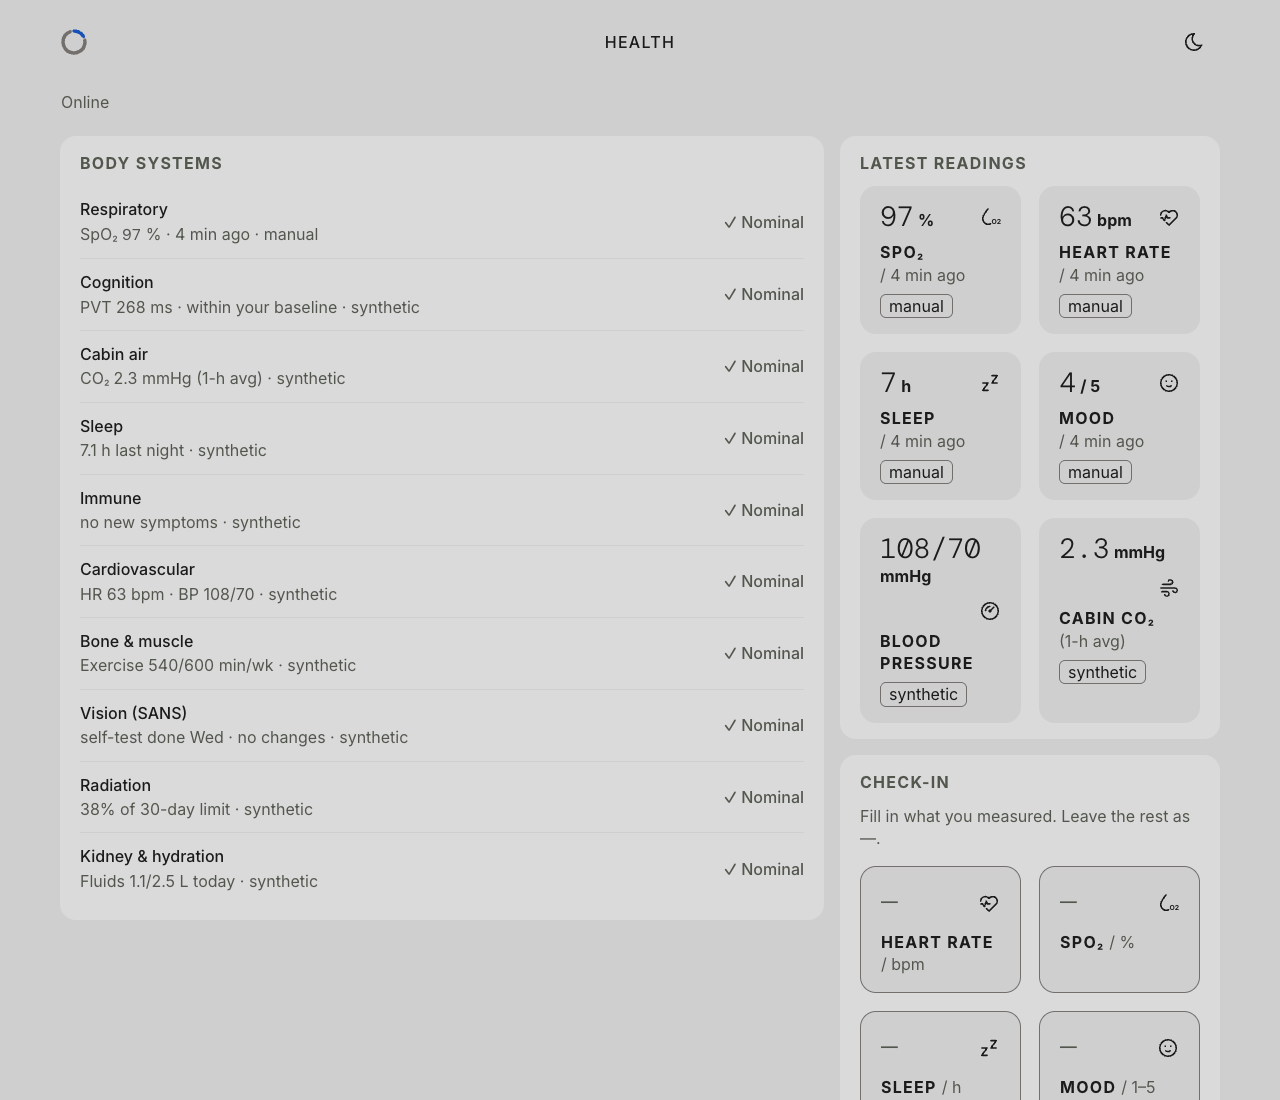 HEALTH
Online
BODY SYSTEMS
Respiratory
SpO₂ 97 % · 4 min ago · manual
✓ Nominal
Cognition
PVT 268 ms · within your baseline · synthetic
✓ Nominal
Cabin air
CO₂ 2.3 mmHg (1-h avg) · synthetic
✓ Nominal
Sleep
7.1 h last night · synthetic
✓ Nominal
Immune
no new symptoms · synthetic
✓ Nominal
Cardiovascular
HR 63 bpm · BP 108/70 · synthetic
✓ Nominal
Bone & muscle
Exercise 540/600 min/wk · synthetic
✓ Nominal
Vision (SANS)
self-test done Wed · no changes · synthetic
✓ Nominal
Radiation
38% of 30-day limit · synthetic
✓ Nominal
Kidney & hydration
Fluids 1.1/2.5 L today · synthetic
✓ Nominal
LATEST READINGS
97 %
O2
SPO₂
/ 4 min ago
manual
63 bpm
HEART RATE
/ 4 min ago
manual
7 h
zZ
SLEEP
/ 4 min ago
manual
4 / 5
MOOD
/ 4 min ago
manual
108/70
mmHg
BLOOD
PRESSURE
synthetic
2.3 mmHg
CABIN CO₂
(1-h avg)
synthetic
CHECK-IN
Fill in what you measured. Leave the rest as
—.
—
HEART RATE
/ bpm
—
O2
SPO₂ / %
—
zZ
SLEEP / h
—
MOOD / 1–5